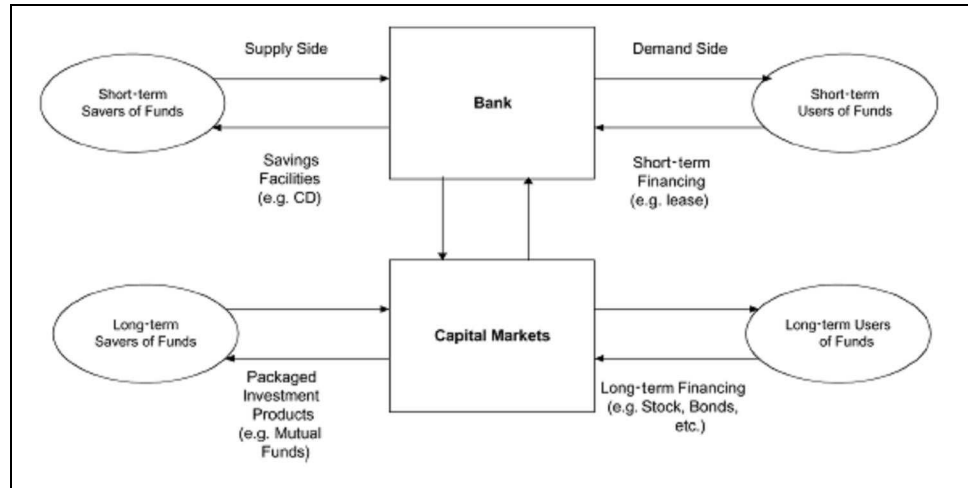 Supply Side
Demand Side
Short-term
Savers of Funds
Bank
Short-term
Users of Funds
Savings
Facilities
(e.g. CD)
Short-term
Financing
(e.g. lease)
Long-term
Savers of Funds
Capital Markets
Long-term Users
of Funds
Packaged
Investment
Products
(e.g. Mutual
Funds)
Long-term Financing
(e.g. Stock, Bonds,
etc.)